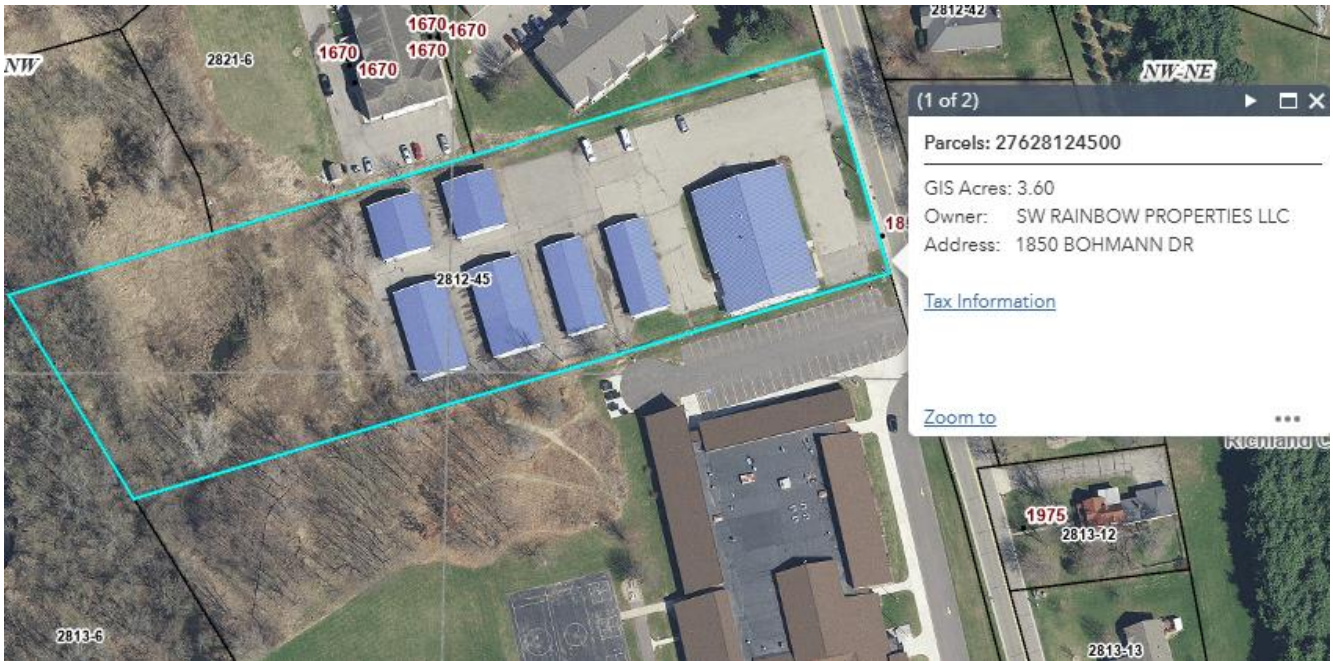 2812-42
1670
1670
1670
1670
1670
2821-6
NW
NW-NE
(1 of 2)
Parcels: 27628124500
GIS Acres: 3.60
Owner: SW RAINBOW PROPERTIES LLC
Address: 1850 BOHMANN DR
185
2812-45
Tax Information
Zoom to
Richland C
1975
2813-12
2813-6
2813-13